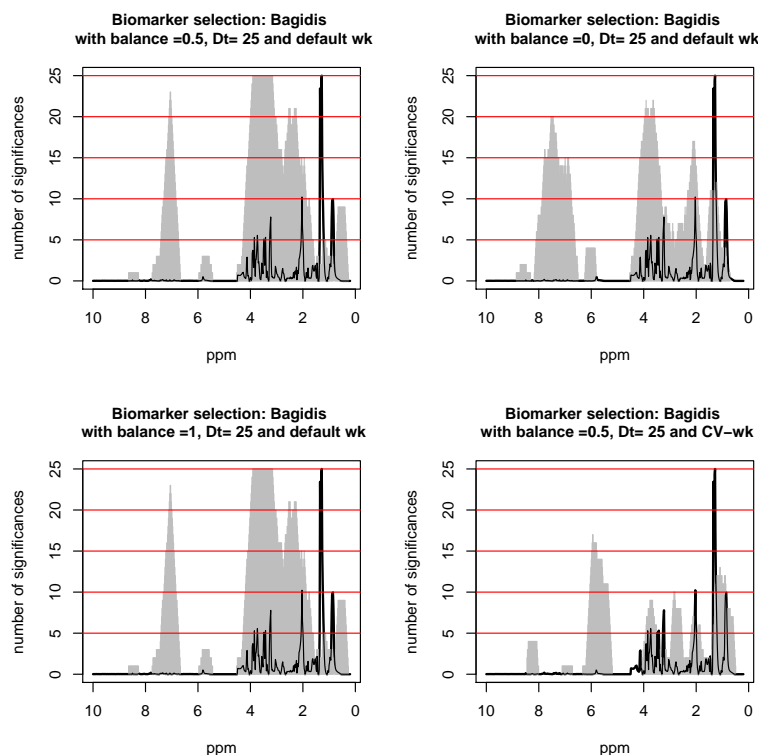 Biomarker selection: Bagidis
with balance =0.5, Dt= 25 and default wk
number of significances
25
20
15
10
5
0
10 8 6 4 2 0
ppm
Biomarker selection: Bagidis
with balance =0, Dt= 25 and default wk
number of significances
25
20
15
10
5
0
10 8 6 4 2 0
ppm
Biomarker selection: Bagidis
with balance =1, Dt= 25 and default wk
number of significances
25
20
15
10
5
0
10 8 6 4 2 0
ppm
Biomarker selection: Bagidis
with balance =0.5, Dt= 25 and CV−wk
number of significances
25
20
15
10
5
0
10 8 6 4 2 0
ppm